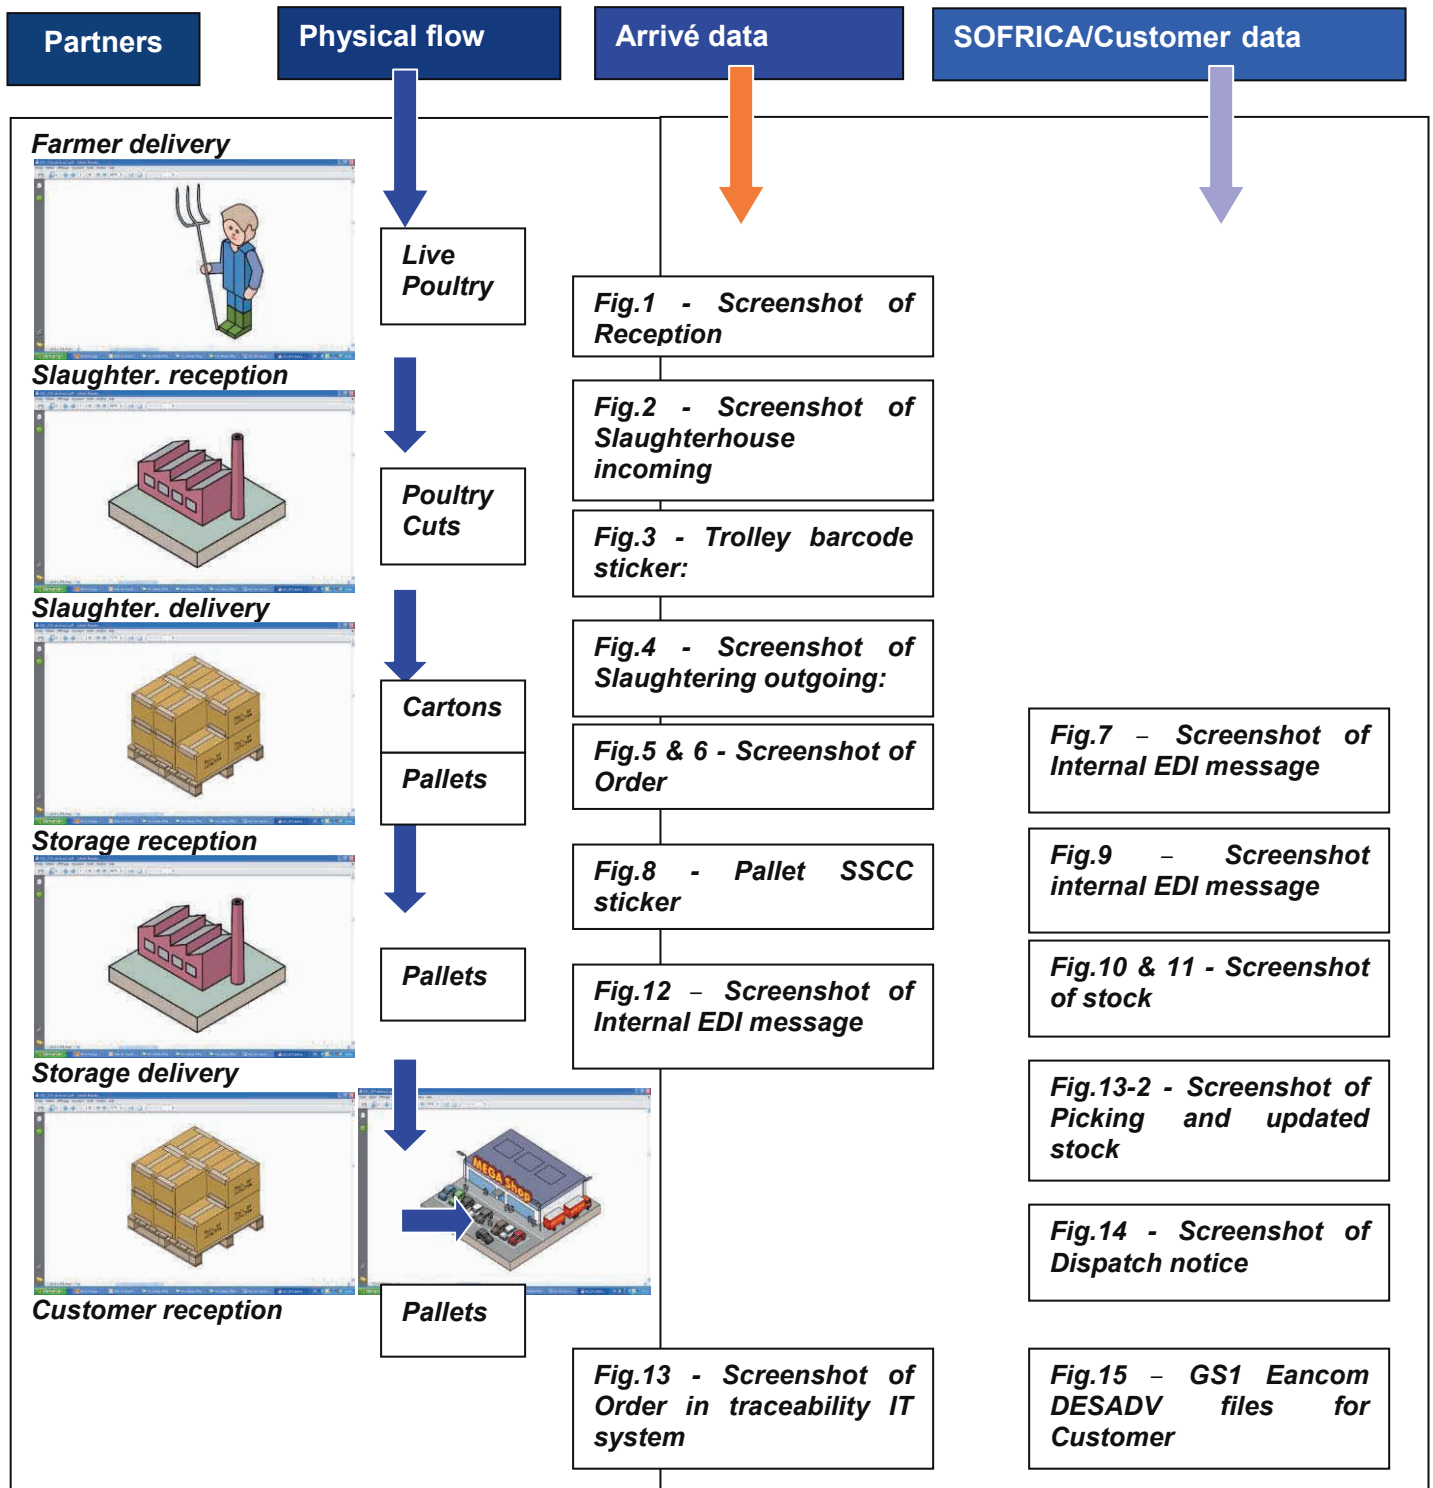 Partners
Physical flow
Arrivé data
SOFRICA/Customer data
Farmer delivery
Live
Poultry
Fig.1 - Screenshot of
Reception
Slaughter. reception
Fig.2 - Screenshot of
Slaughterhouse
incoming
Poultry
Cuts
Fig.3 - Trolley barcode
sticker:
Slaughter. delivery
Fig.4 - Screenshot of
Slaughtering outgoing:
Cartons
Pallets
Fig.5 & 6 - Screenshot of
Order
Fig.7 – Screenshot of
Internal EDI message
Storage reception
Fig.8 - Pallet SSCC
sticker
Fig.9 – Screenshot
internal EDI message
Pallets
Fig.12 – Screenshot of
Internal EDI message
Fig.10 & 11 - Screenshot
of stock
Storage delivery
MEGA Shop
Fig.13-2 - Screenshot of
Picking and updated
stock
Fig.14 - Screenshot of
Dispatch notice
Customer reception
Pallets
Fig.13 - Screenshot of
Order in traceability IT
system
Fig.15 – GS1 Eancom
DESADV files for
Customer